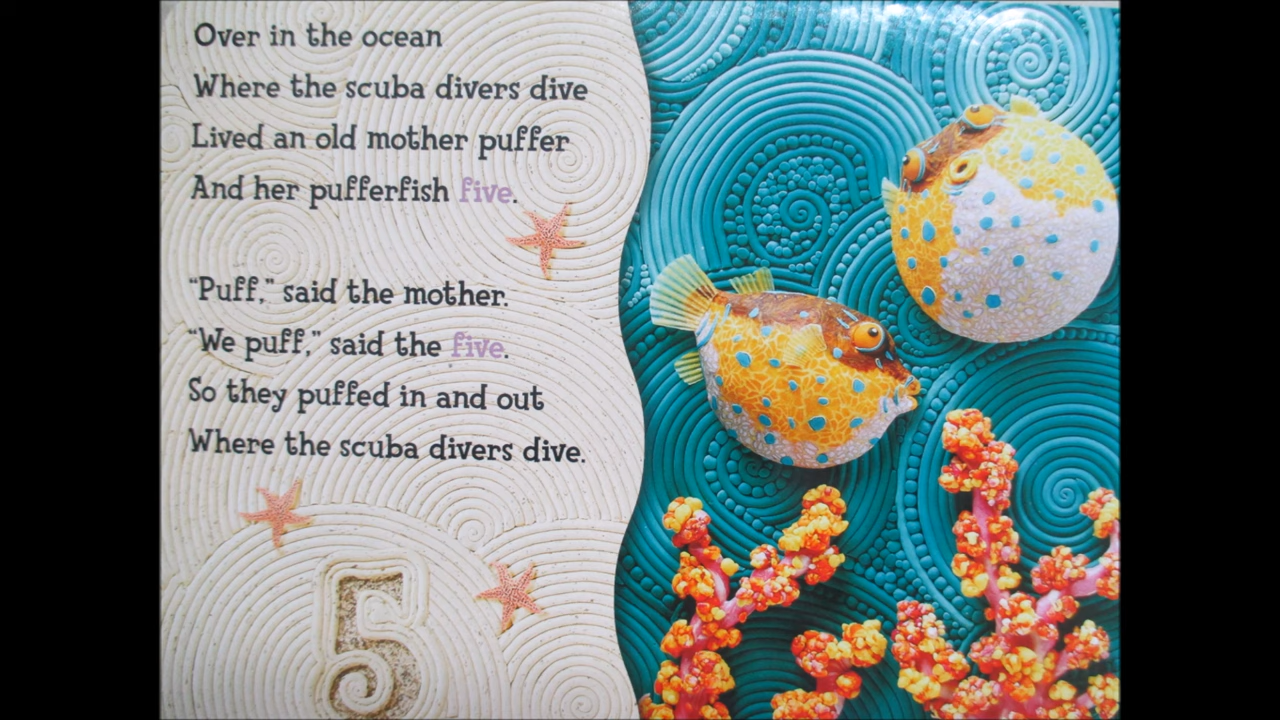 Over in the ocean
Where the scuba divers dive
Lived an old mother puffer
And her pufferfish five.
“Puff,” said the mother.
“We puff,” said the five.
So they puffed in and out
Where the scuba divers dive.
5